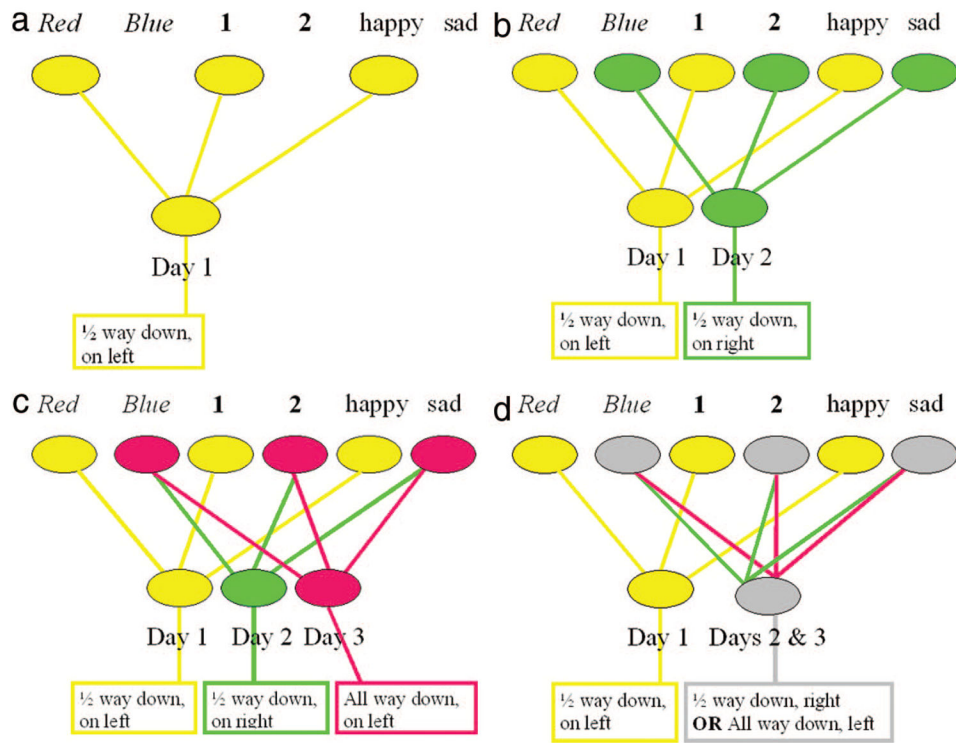 a Red Blue 1 2 happy sad
Day 1
½ way down,
on left
b Red Blue 1 2 happy sad
Day 1 Day 2
½ way down,
on left
½ way down,
on right
c Red Blue 1 2 happy sad
Day 1 Day 2 Day 3
½ way down,
on left
½ way down,
on right
All way down,
on left
d Red Blue 1 2 happy sad
Day 1 Days 2 & 3
½ way down,
on left
½ way down, right
OR All way down, left